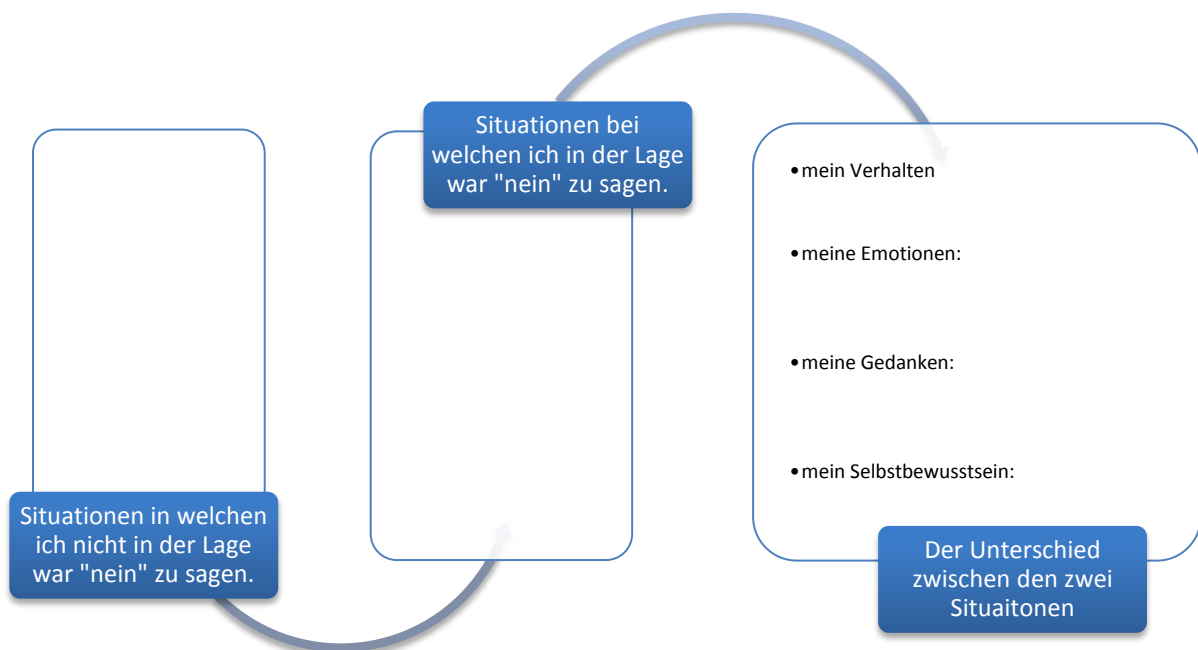 Situationen in welchen
ich nicht in der Lage
war "nein" zu sagen.
Situationen bei
welchen ich in der Lage
war "nein" zu sagen.
•mein Verhalten
•meine Emotionen:
•meine Gedanken:
•mein Selbstbewusstsein:
Der Unterschied
zwischen den zwei
Situaitonen